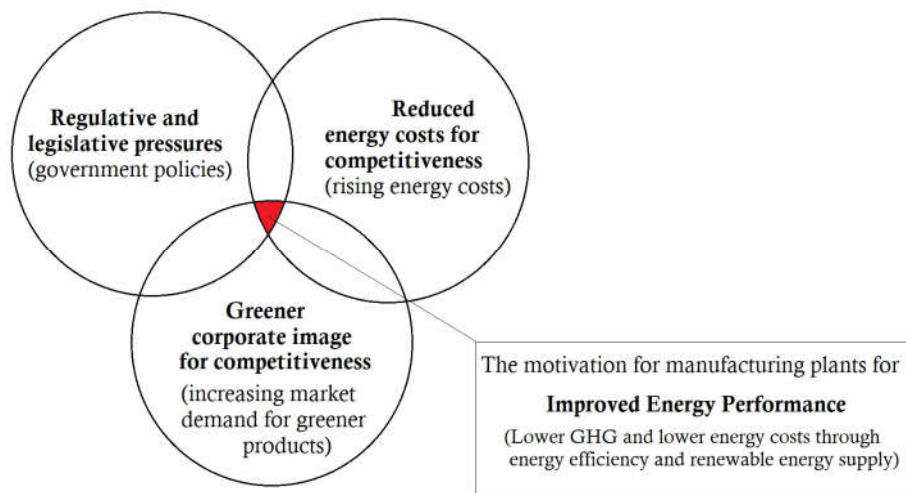 Regulative and
legislative pressures
(government policies)
Reduced
energy costs for
competitiveness
(rising energy costs)
Greener
corporate image
for competitiveness
(increasing market
demand for greener
products)
The motivation for manufacturing plants for
Improved Energy Performance
(Lower GHG and lower energy costs through
energy efficiency and renewable energy supply)